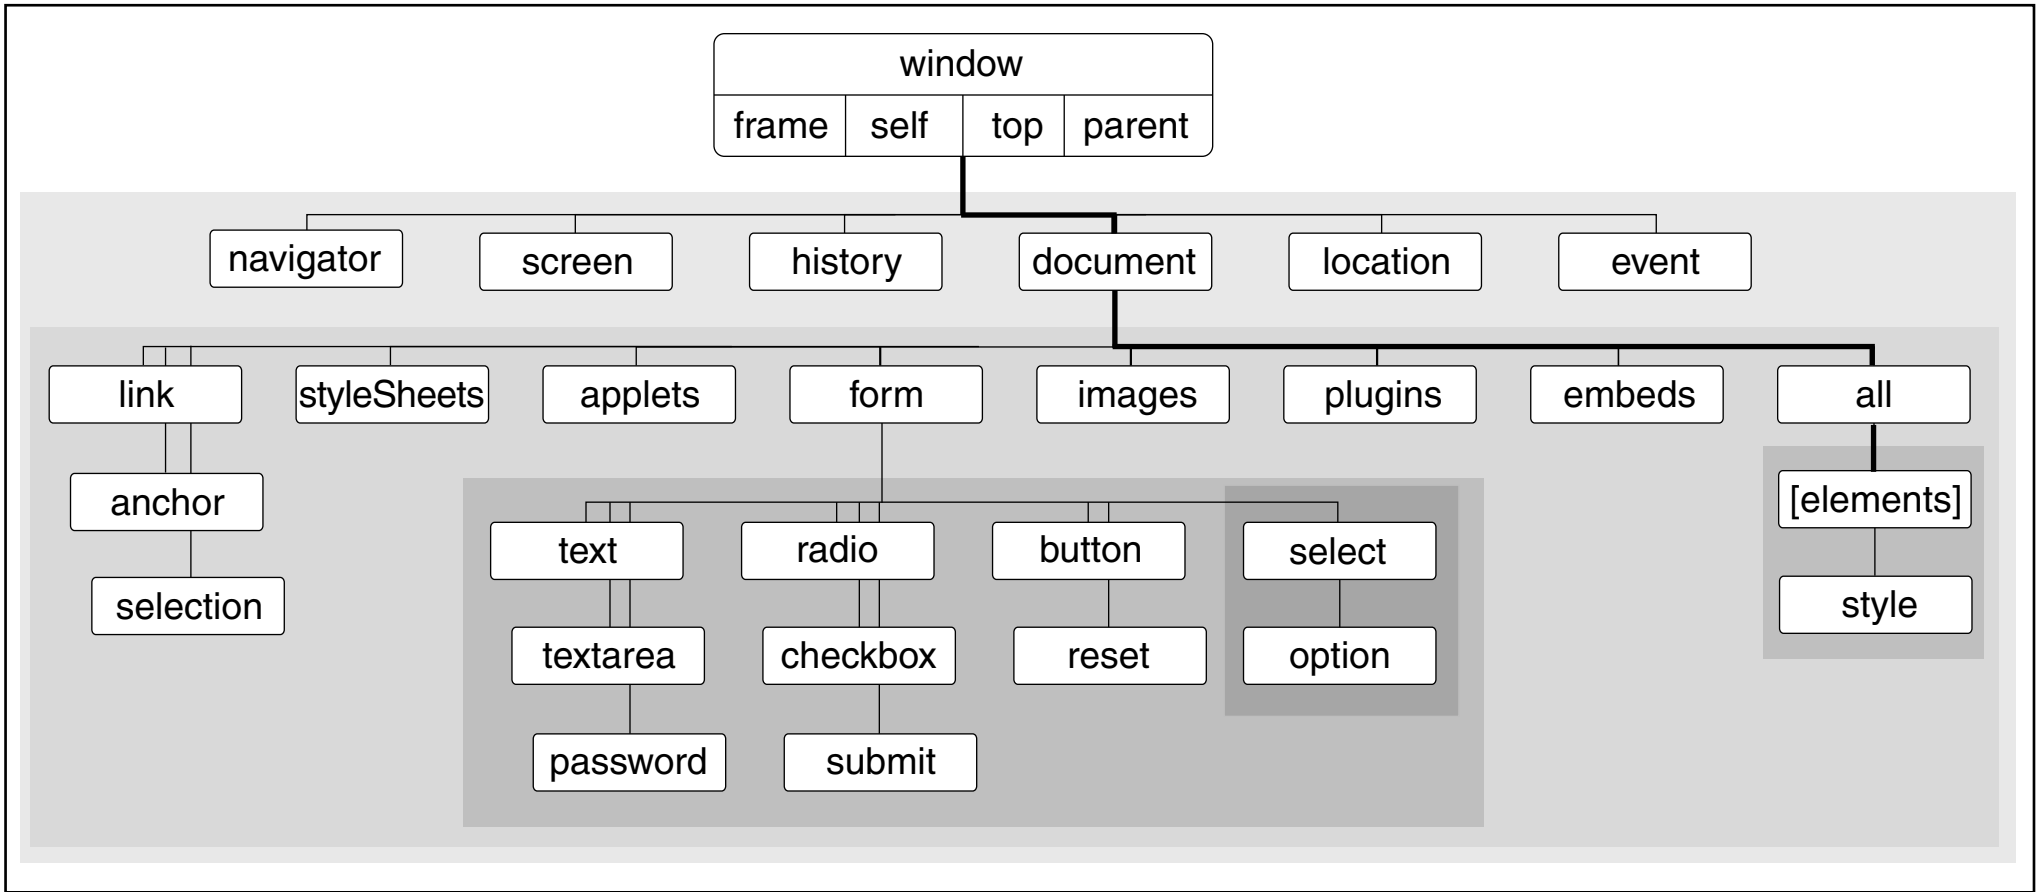 window
frame self top parent
navigator screen history document location event
link styleSheets applets form images plugins embeds all
anchor [elements]
text radio button select
selection style
textarea checkbox reset option
password submit